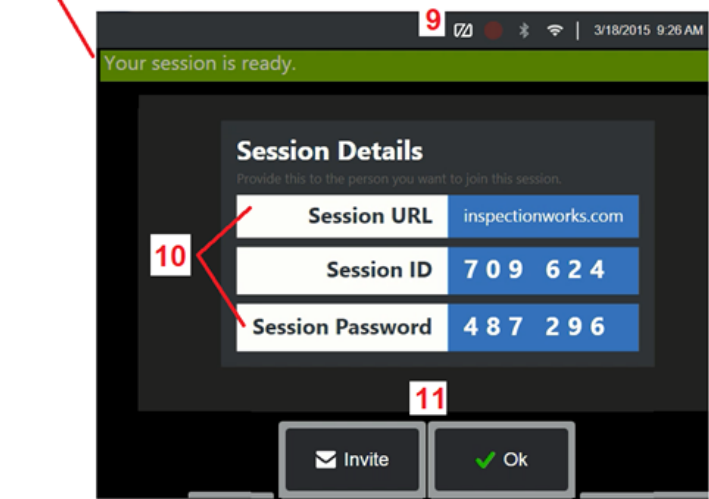 9
3/18/2015 9:26 AM
Your session is ready.
Session Details
Provide this to the person you want to join this session.
Session URL inspectionworks.com
10
Session ID 709 624
Session Password 487 296
11
Invite Ok